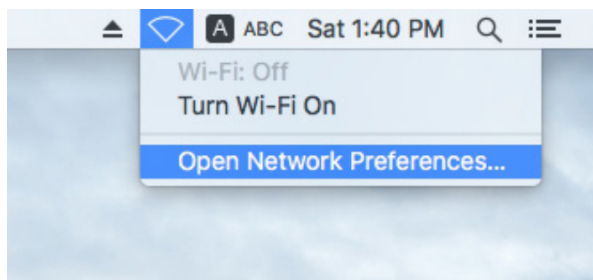 A ABC Sat 1:40 PM
Wi-Fi: Off
Turn Wi-Fi On
Open Network Preferences...